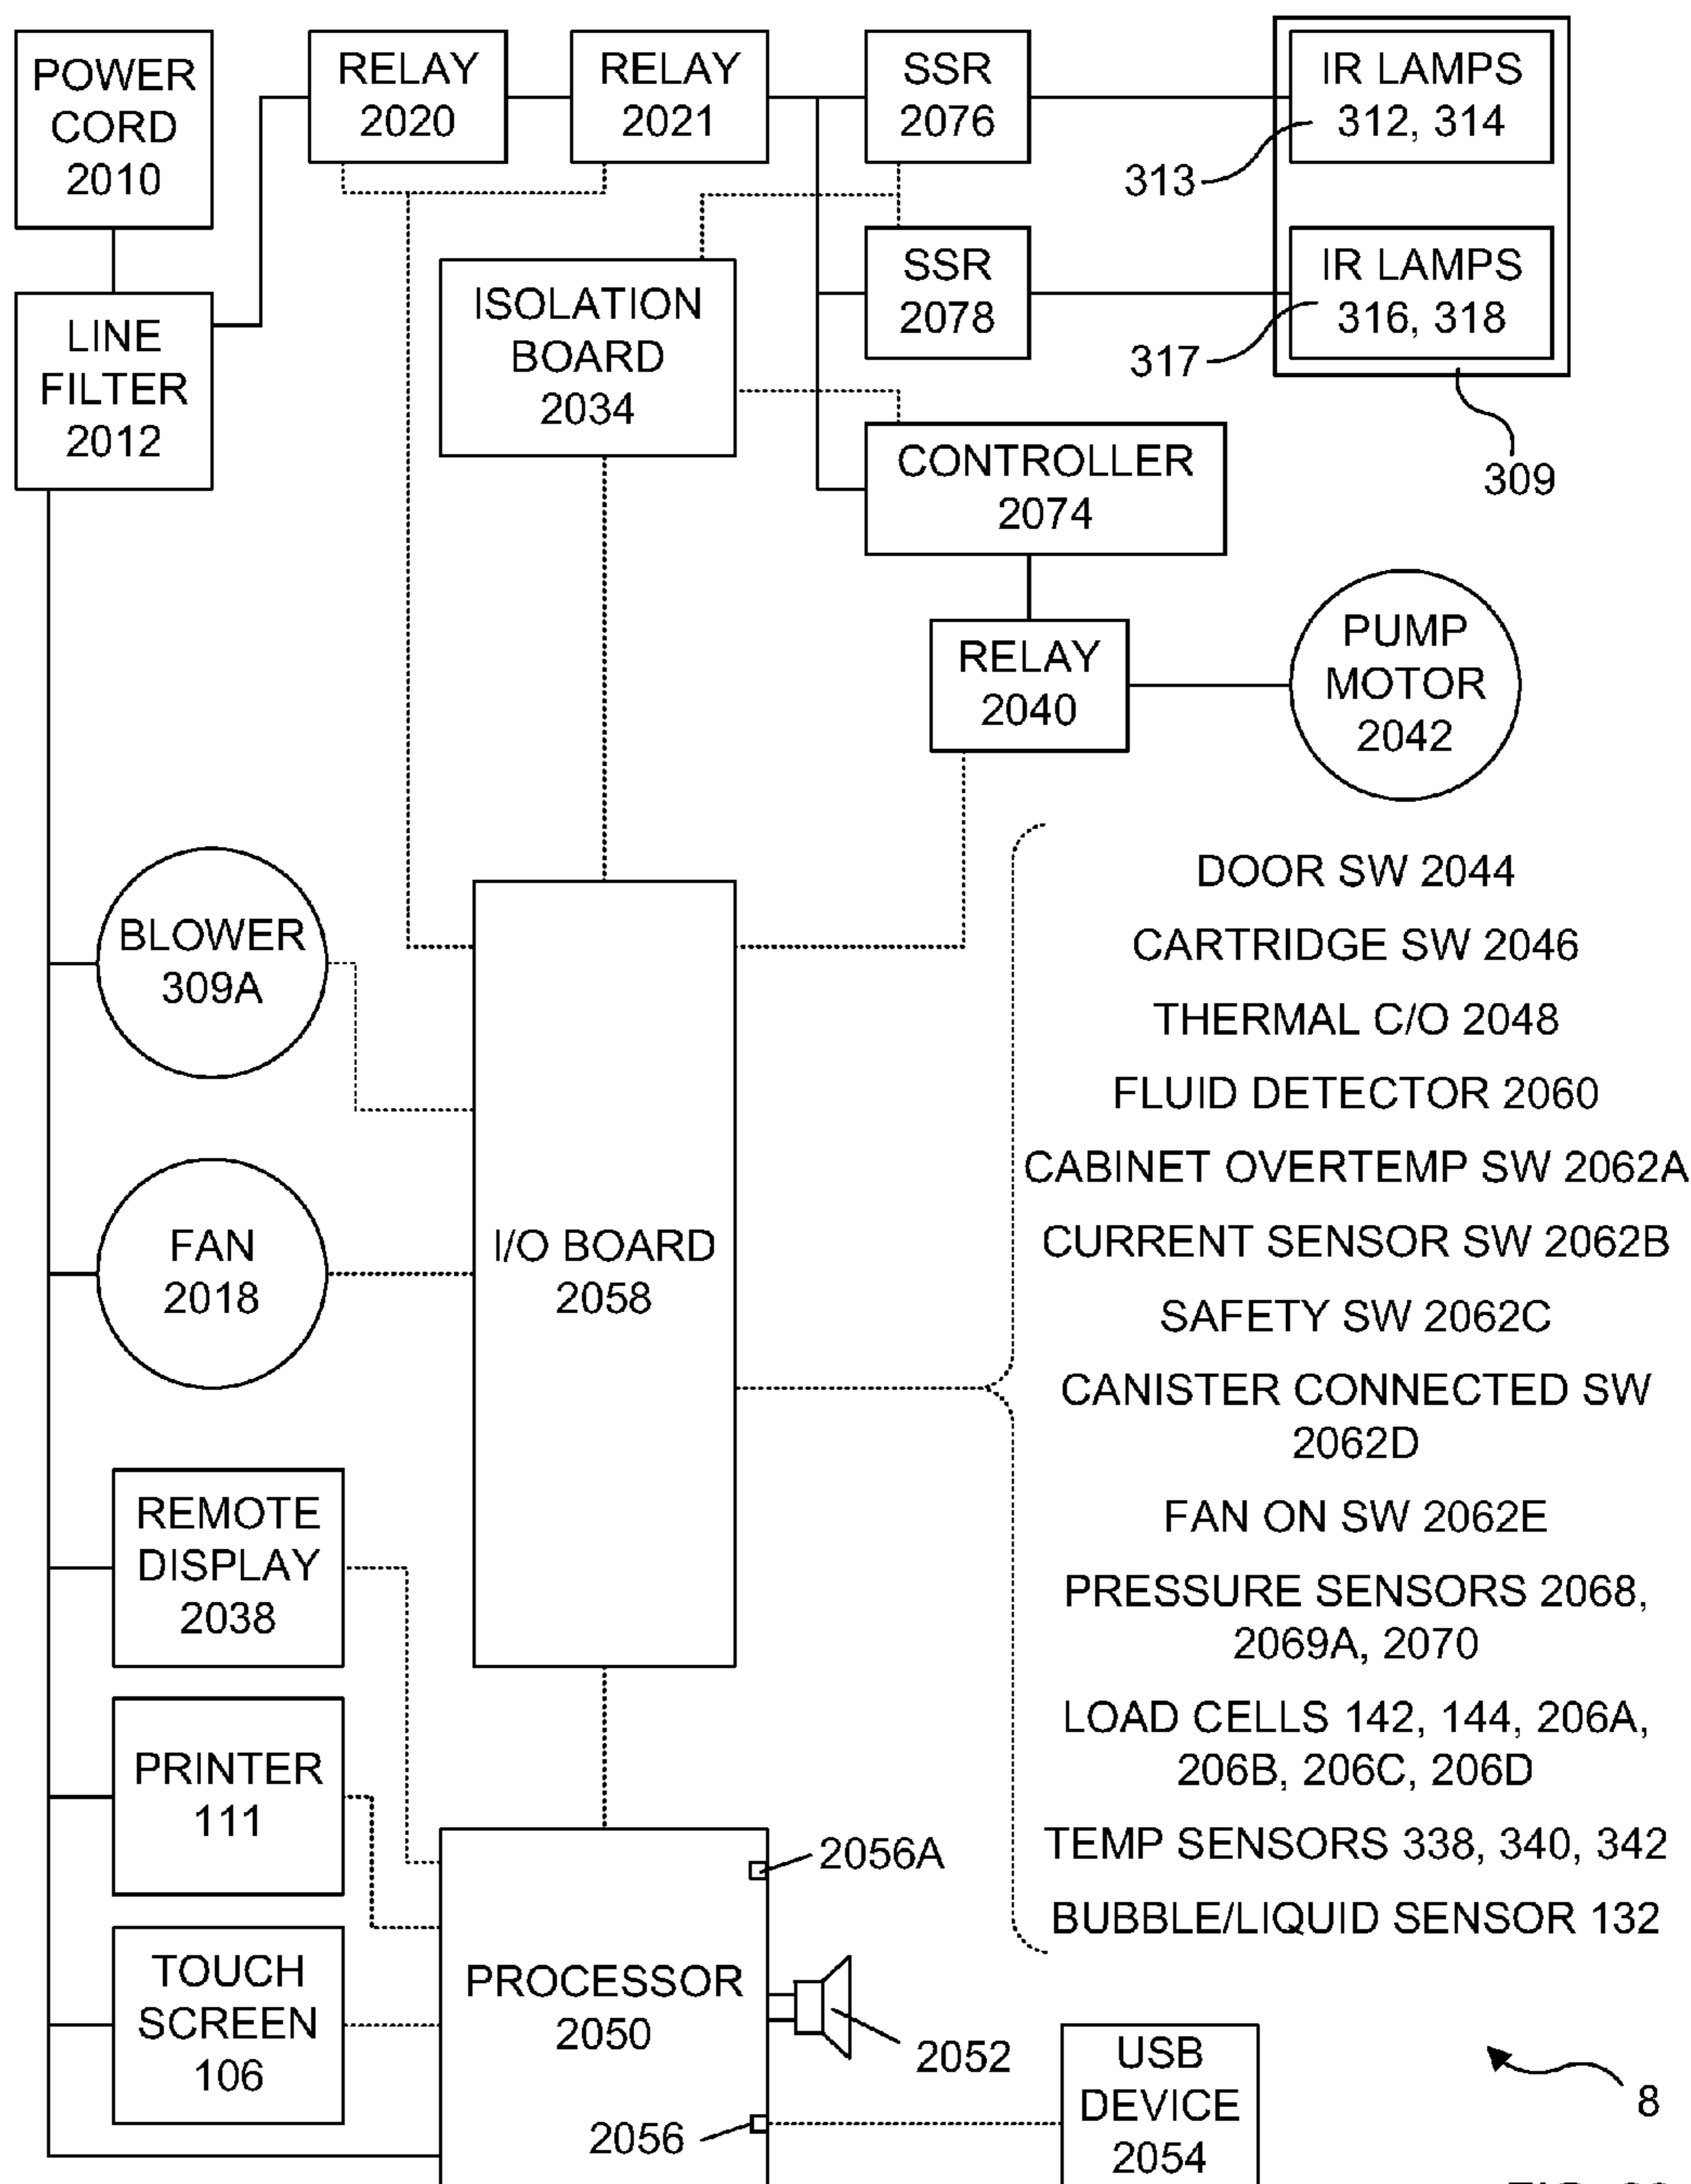 POWER
CORD
2010
RELAY
2020
RELAY
2021
SSR
2076
IR LAMPS
312, 314
313
LINE
FILTER
2012
ISOLATION
BOARD
2034
SSR
2078
IR LAMPS
316, 318
317
309
CONTROLLER
2074
RELAY
2040
PUMP
MOTOR
2042
BLOWER
309A
FAN
2018
I/O BOARD
2058
DOOR SW 2044
CARTRIDGE SW 2046
THERMAL C/O 2048
FLUID DETECTOR 2060
CABINET OVERTEMP SW 2062A
CURRENT SENSOR SW 2062B
SAFETY SW 2062C
CANISTER CONNECTED SW
2062D
FAN ON SW 2062E
PRESSURE SENSORS 2068,
2069A, 2070
LOAD CELLS 142, 144, 206A,
206B, 206C, 206D
TEMP SENSORS 338, 340, 342
BUBBLE/LIQUID SENSOR 132
REMOTE
DISPLAY
2038
PRINTER
111
TOUCH
SCREEN
106
PROCESSOR
2050
2056A
2052
2056
USB
DEVICE
2054
8